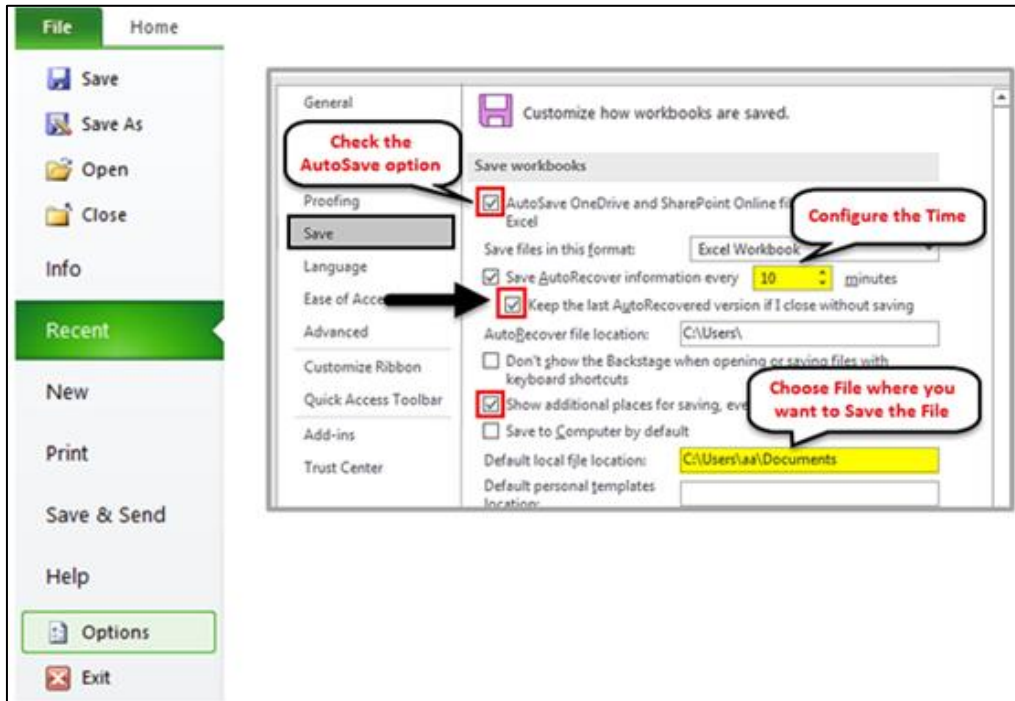 File Home
Save
Save As
Open
Close
Info
Recent
New
Print
Save & Send
Help
Options
Exit
General
Proofing
Save
Language
Ease of Acce
Advanced
Customize Ribbon
Quick Access Toolbar
Add-ins
Trust Center
Customize how workbooks are saved.
Check the
AutoSave option
Save workbooks
AutoSave OneDrive and SharePoint Online fil
Excel
Configure the Time
Save files in this format: Excel Workbook
Save AutoRecover information every 10 minutes
Keep the last AutoRecovered version if I close without saving
AutoRecover file location: C:\Users\
Don't show the Backstage when opening or saving files with
keyboard shortcuts
Choose File where you
want to Save the File
Show additional places for saving, eve
Save to Computer by default
Default local file location: C:\Users\aa\Documents
Default personal templates
location: